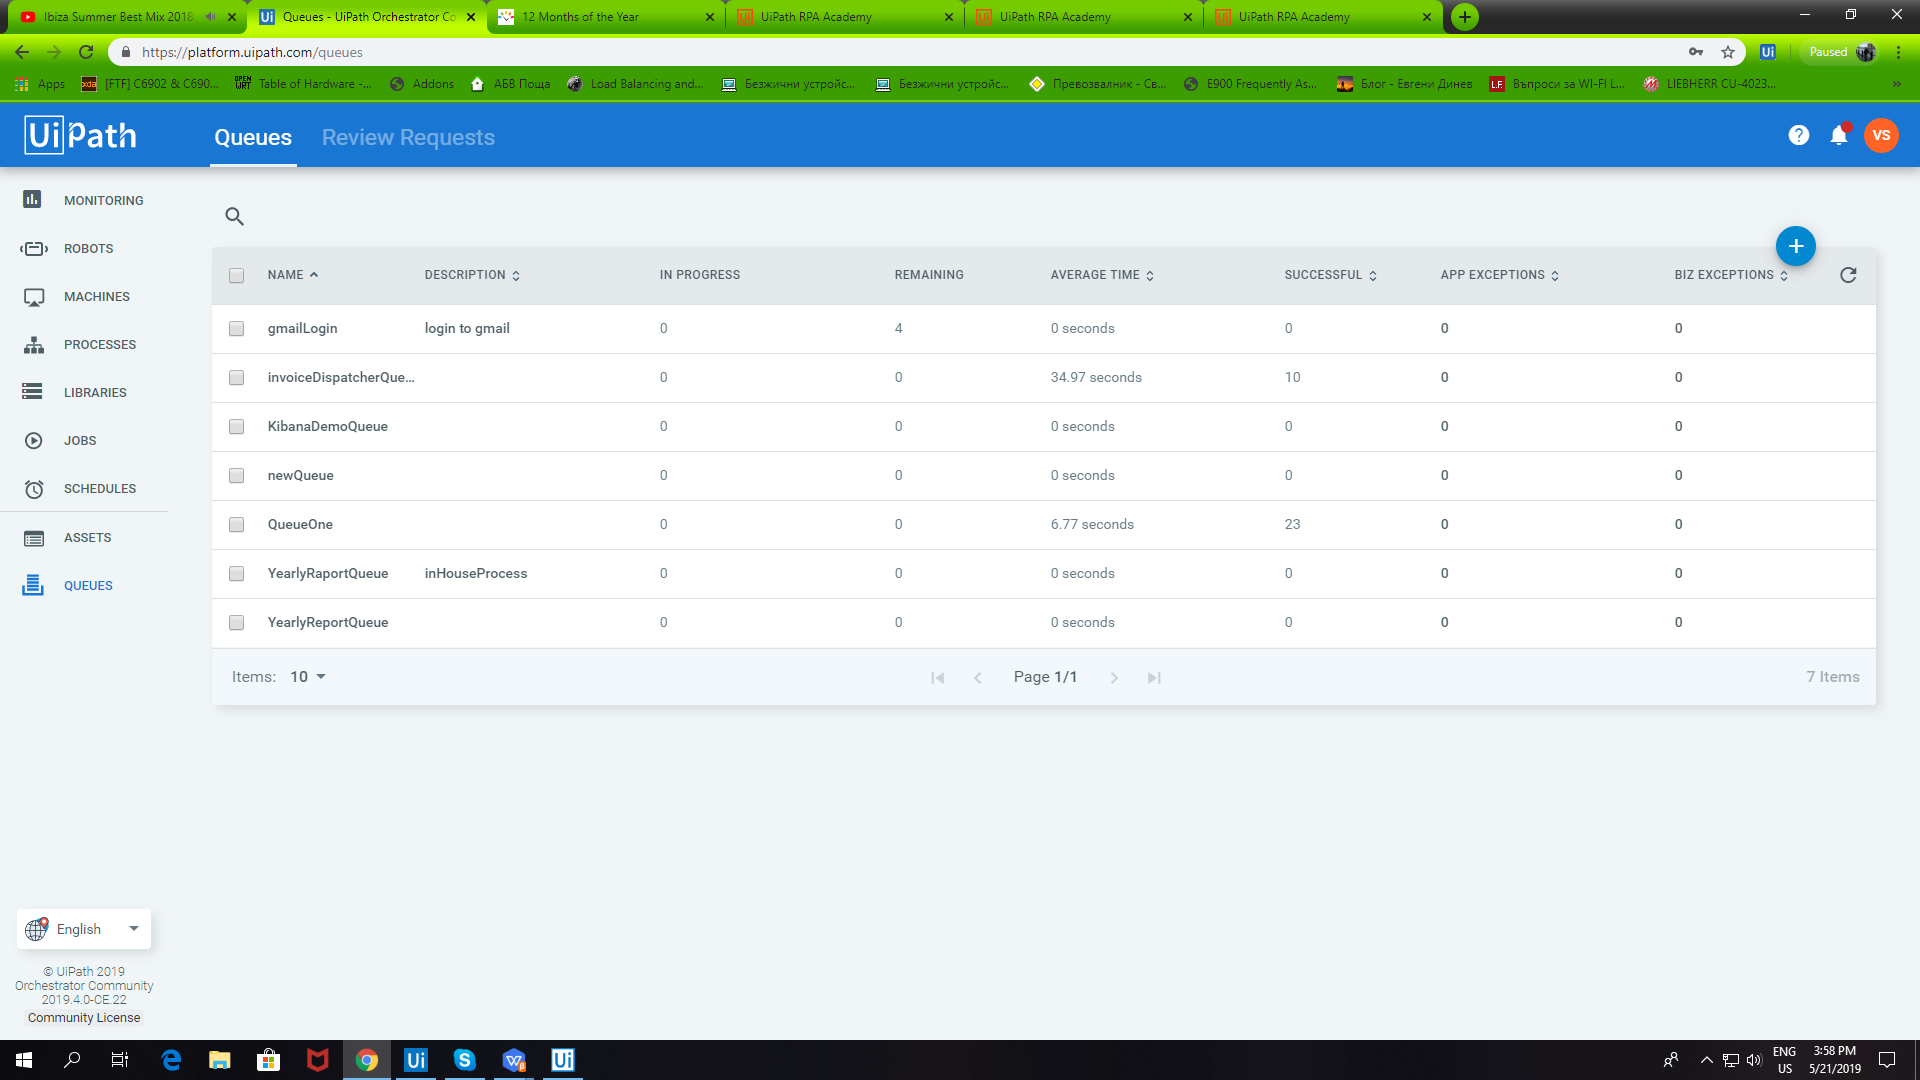 Ibiza Summer Best Mix 2018
Queues - UiPath Orchestrator Co
12 Months of the Year
UiPath RPA Academy
UiPath RPA Academy
UiPath RPA Academy
https://platform.uipath.com/queues
Paused
Apps
[FTF] C6902 & C690...
Table of Hardware -...
Addons
АБВ Поща
Load Balancing and...
Безжични устройс...
Безжични устройс...
Превозвалник - Св...
E900 Frequently As...
Блог - Евгени Динев
Въпроси за WI-FI L...
LIEBHERR CU-4023...
UiPath
Queues
Review Requests
VS
MONITORING
ROBOTS
MACHINES
PROCESSES
LIBRARIES
JOBS
SCHEDULES
ASSETS
QUEUES
NAME DESCRIPTION IN PROGRESS REMAINING AVERAGE TIME SUCCESSFUL APP EXCEPTIONS BIZ EXCEPTIONS
gmailLogin login to gmail 0 4 0 seconds 0 0 0
invoiceDispatcherQue... 0 0 34.97 seconds 10 0 0
KibanaDemoQueue 0 0 0 seconds 0 0 0
newQueue 0 0 0 seconds 0 0 0
QueueOne 0 0 6.77 seconds 23 0 0
YearlyRaportQueue inHouseProcess 0 0 0 seconds 0 0 0
YearlyReportQueue 0 0 0 seconds 0 0 0
Items: 10
Page 1/1
7 Items
English
© UiPath 2019
Orchestrator Community
2019.4.0-CE.22
Community License
ENG
US
3:58 PM
5/21/2019